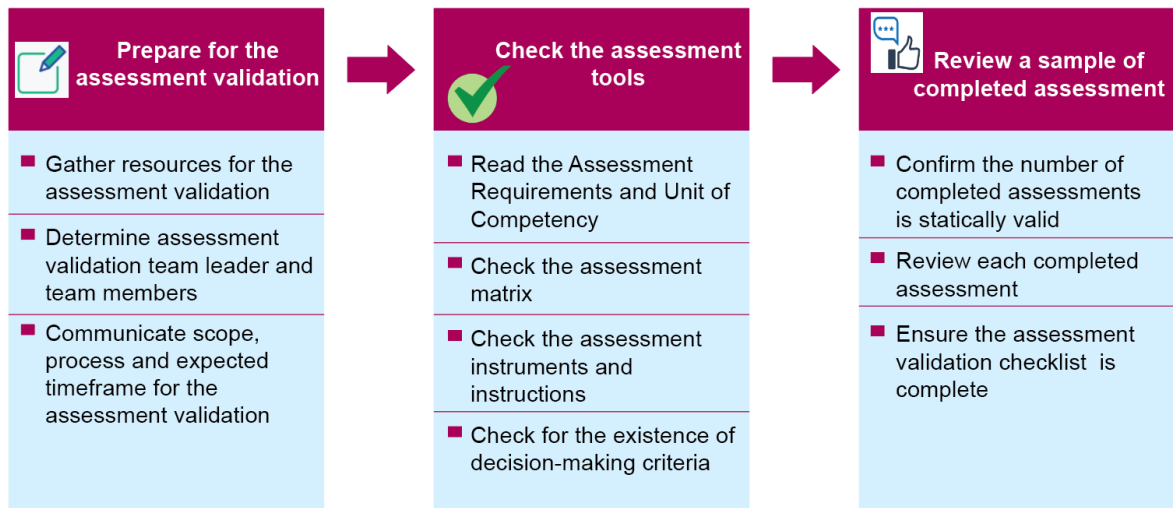 Prepare for the
assessment validation
Gather resources for the
assessment validation
Determine assessment
validation team leader and
team members
Communicate scope,
process and expected
timeframe for the
assessment validation
Check the assessment
tools
Read the Assessment
Requirements and Unit of
Competency
Check the assessment
matrix
Check the assessment
instruments and
instructions
Check for the existence of
decision-making criteria
Review a sample of
completed assessment
Confirm the number of
completed assessments
is statically valid
Review each completed
assessment
Ensure the assessment
validation checklist is
complete